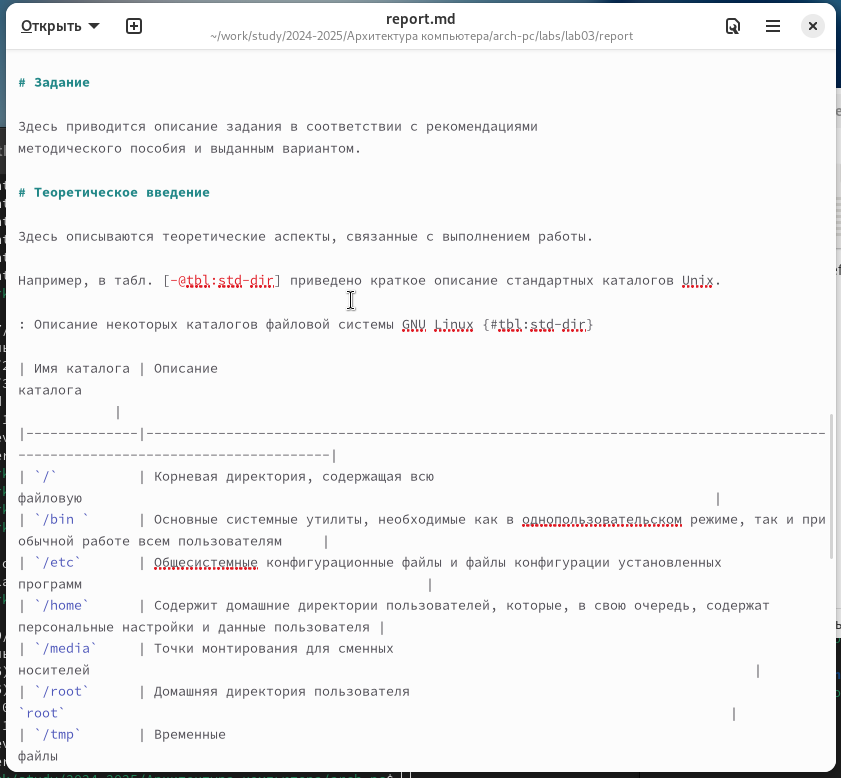 Открыть
report.md
~/work/study/2024-2025/Архитектура компьютера/arch-pc/labs/lab03/report
# Задание
Здесь приводится описание задания в соответствии с рекомендациями
методического пособия и выданным вариантом.
# Теоретическое введение
Здесь описываются теоретические аспекты, связанные с выполнением работы.
Например, в табл. [-@tbl:std-dir] приведено краткое описание стандартных каталогов Unix.
: Описание некоторых каталогов файловой системы GNU Linux {#tbl:std-dir}
| Имя каталога | Описание
каталога
|
|--------------|-------------------------------------------------------------------------------------
---------------------------------------|
| `/` | Корневая директория, содержащая всю
файловую |
| `/bin ` | Основные системные утилиты, необходимые как в однопользовательском режиме, так и при
обычной работе всем пользователям |
| `/etc` | Общесистемные конфигурационные файлы и файлы конфигурации установленных
программ |
| `/home` | Содержит домашние директории пользователей, которые, в свою очередь, содержат
персональные настройки и данные пользователя |
| `/media` | Точки монтирования для сменных
носителей |
| `/root` | Домашняя директория пользователя
`root` |
| `/tmp` | Временные
файлы